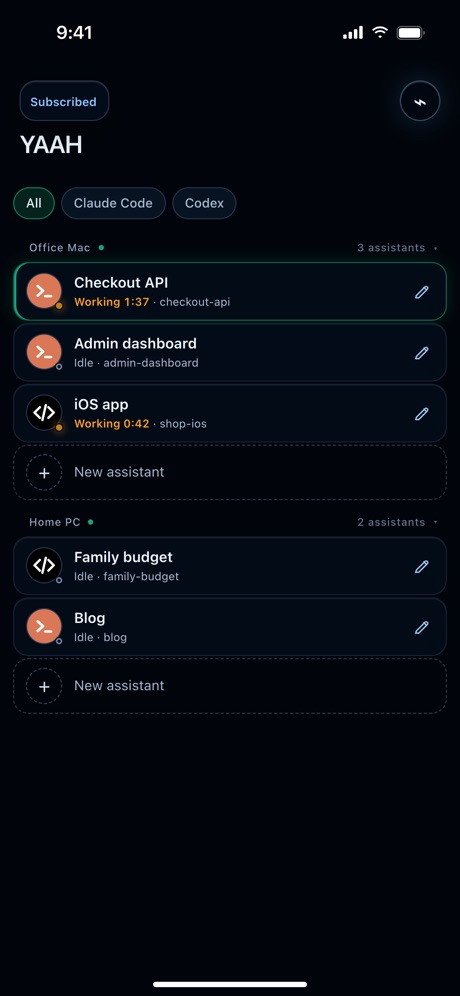 9:41
Subscribed
YAAH
All
Claude Code
Codex
Office Mac
3 assistants
Checkout API
Working 1:37 · checkout-api
Admin dashboard
Idle · admin-dashboard
iOS app
Working 0:42 · shop-ios
New assistant
Home PC
2 assistants
Family budget
Idle · family-budget
Blog
Idle · blog
New assistant